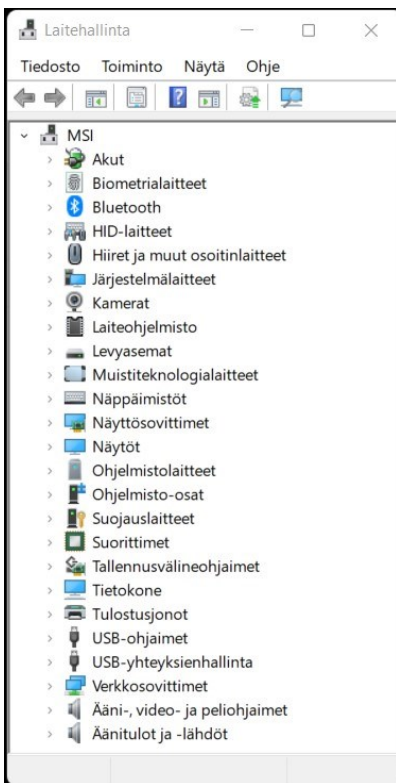 Laitehallinta
Tiedosto Toiminto Näytä Ohje
MSI
Akut
Biometrialaitteet
Bluetooth
HID-laitteet
Hiiret ja muut osoitinlaitteet
Järjestelmälaitteet
Kamerat
Laiteohjelmisto
Levyasemat
Muistiteknologialaitteet
Näppäimistöt
Näyttösovittimet
Näytöt
Ohjelmistolaitteet
Ohjelmisto-osat
Suojauslaitteet
Suorittimet
Tallennusvälineohjaimet
Tietokone
Tulostusjonot
USB-ohjaimet
USB-yhteyksienhallinta
Verkkosovittimet
Ääni-, video- ja peliohjaimet
Äänitulot ja -lähdöt